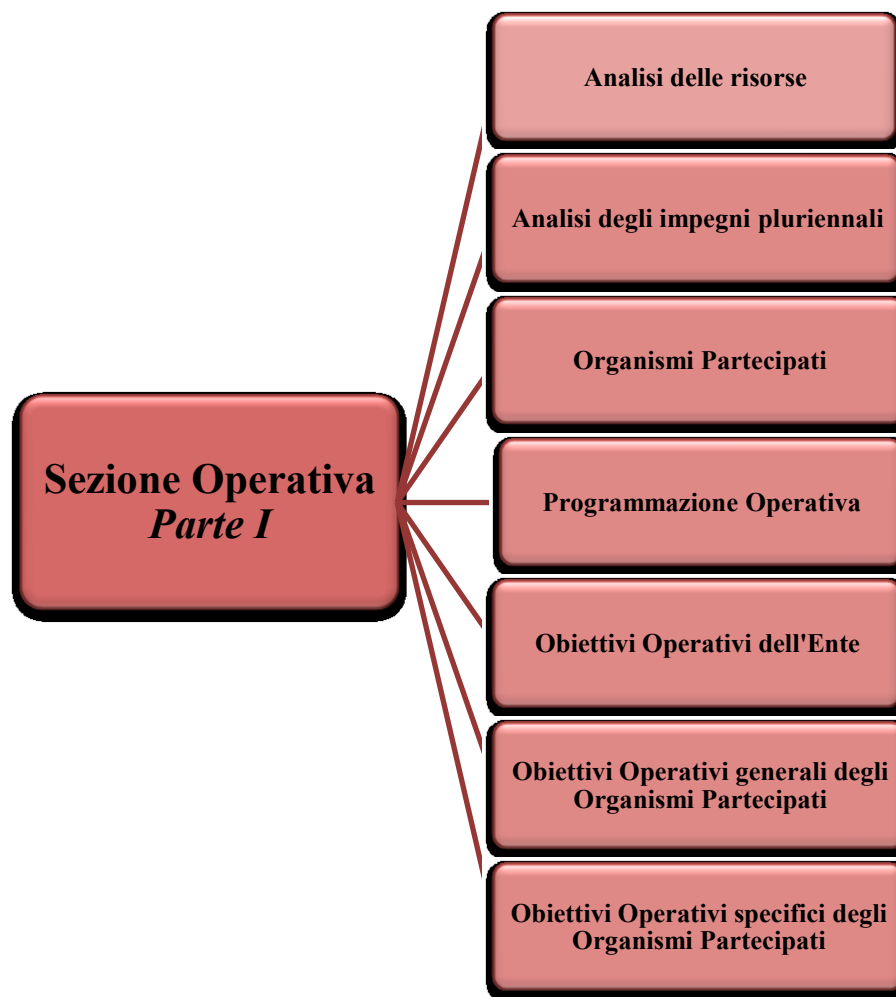 Analisi delle risorse
Analisi degli impegni pluriennali
Organismi Partecipati
Sezione Operativa
Parte I
Programmazione Operativa
Obiettivi Operativi dell'Ente
Obiettivi Operativi generali degli
Organismi Partecipati
Obiettivi Operativi specifici degli
Organismi Partecipati